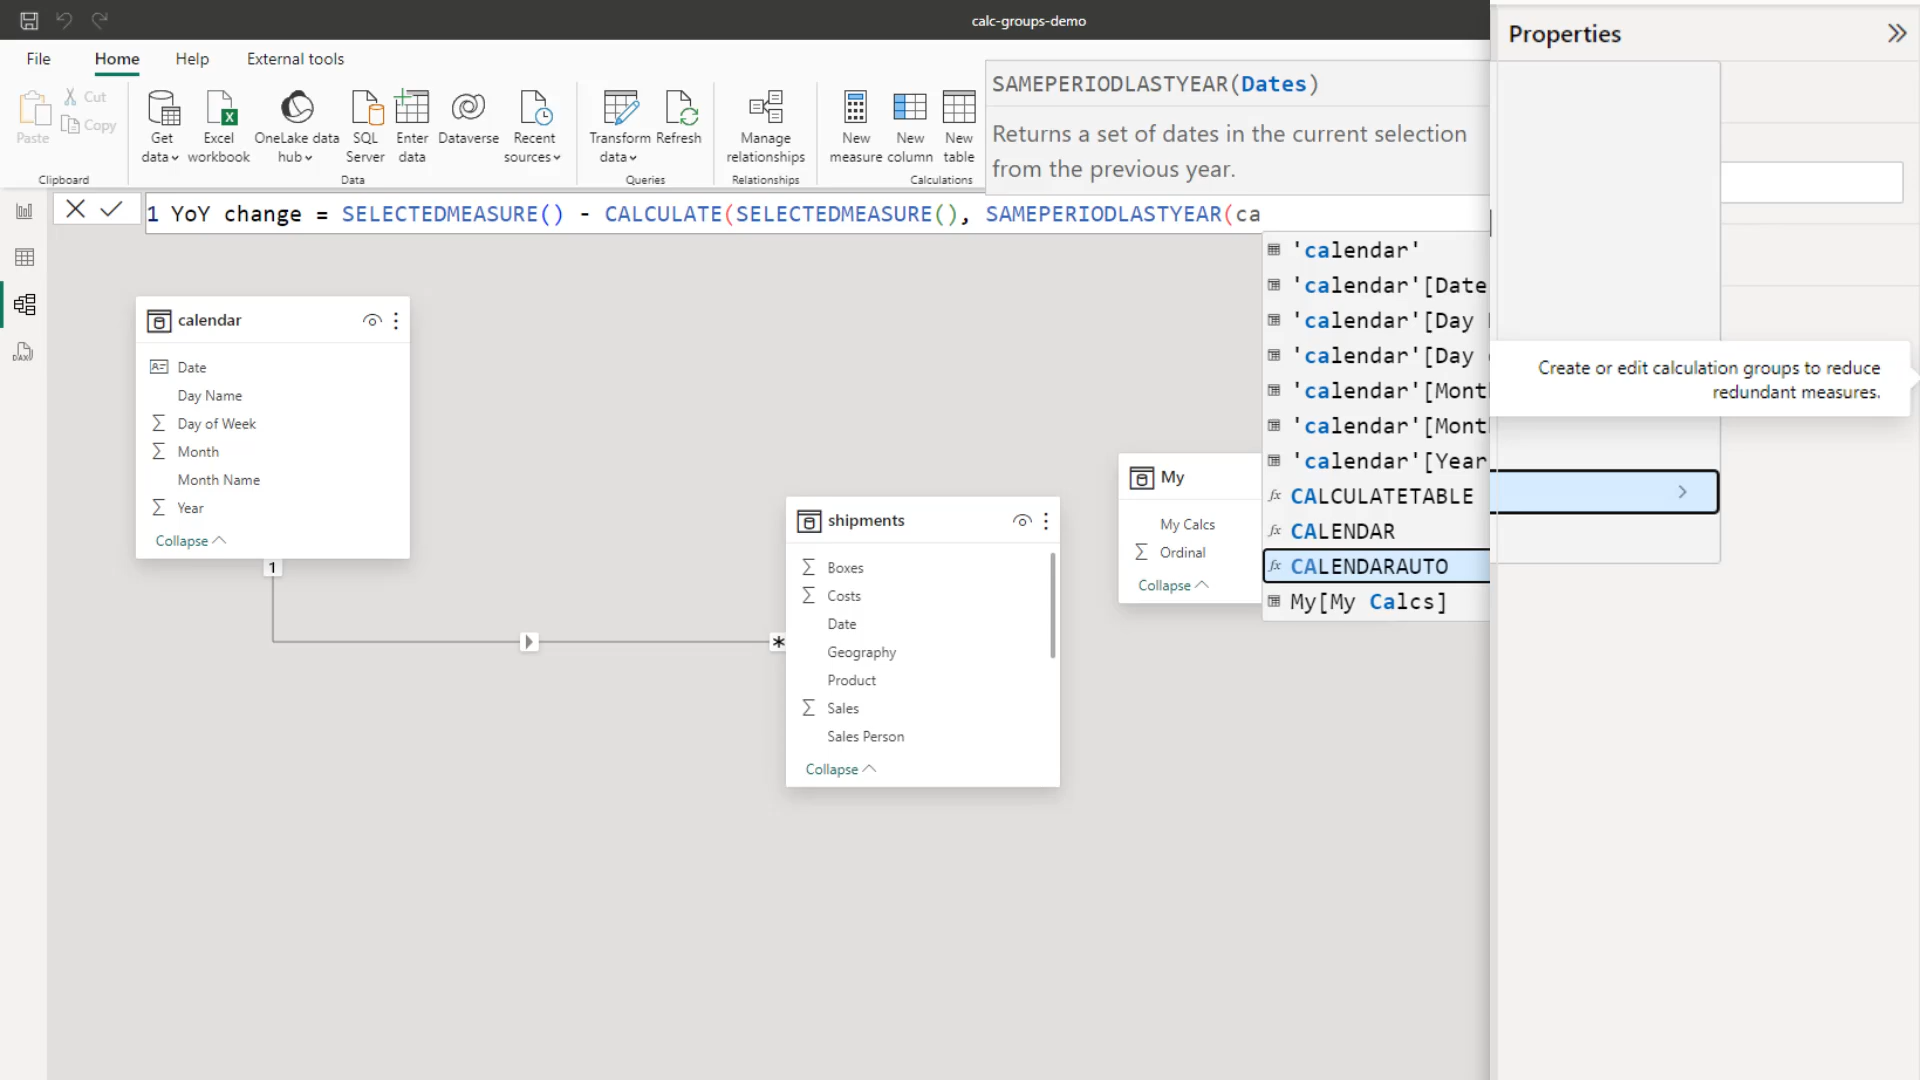 calc-groups-demo
File
Home
Help
External tools
Paste
Cut
Copy
Clipboard
Get data
Excel workbook
OneLake data hub
SQL Server
Enter data
Dataverse
Recent sources
Data
Transform data
Refresh
Queries
Manage relationships
Relationships
New measure
New column
New table
Calculations
SAMEPERIODLASTYEAR(Dates)
Returns a set of dates in the current selection
from the previous year.
1 YoY change = SELECTEDMEASURE() - CALCULATE(SELECTEDMEASURE(), SAMEPERIODLASTYEAR(ca
'calendar'
'calendar'[Date
'calendar'[Day
'calendar'[Day
'calendar'[Mont
'calendar'[Mont
'calendar'[Year
CALCULATETABLE
CALENDAR
CALENDARAUTO
My[My Calcs]
DAX
calendar
Date
Day Name
Day of Week
Month
Month Name
Year
Collapse
1
*
shipments
Boxes
Costs
Date
Geography
Product
Sales
Sales Person
Collapse
My
My Calcs
Ordinal
Collapse
Properties
Create or edit calculation groups to reduce
redundant measures.